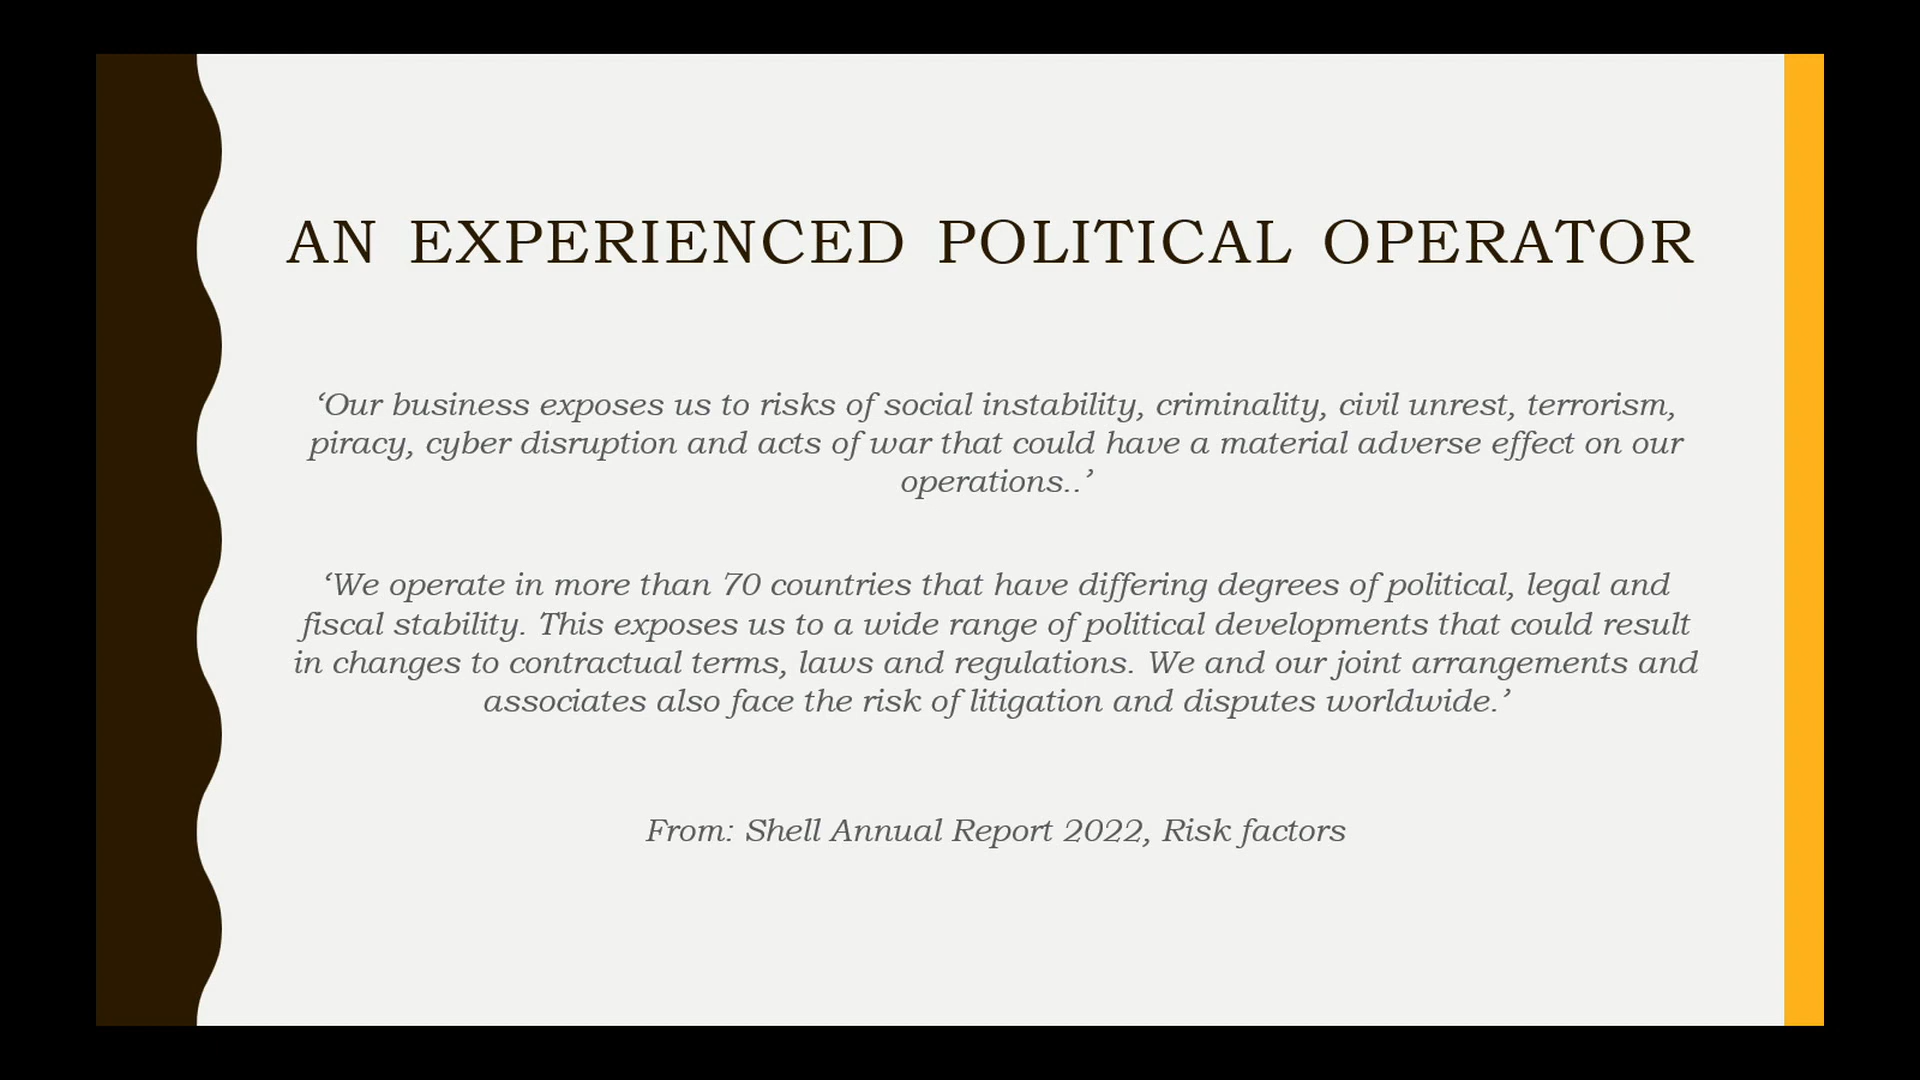 AN EXPERIENCED POLITICAL OPERATOR
‘Our business exposes us to risks of social instability, criminality, civil unrest, terrorism,
piracy, cyber disruption and acts of war that could have a material adverse effect on our
operations..’
‘We operate in more than 70 countries that have differing degrees of political, legal and
fiscal stability. This exposes us to a wide range of political developments that could result
in changes to contractual terms, laws and regulations. We and our joint arrangements and
associates also face the risk of litigation and disputes worldwide.’
From: Shell Annual Report 2022, Risk factors